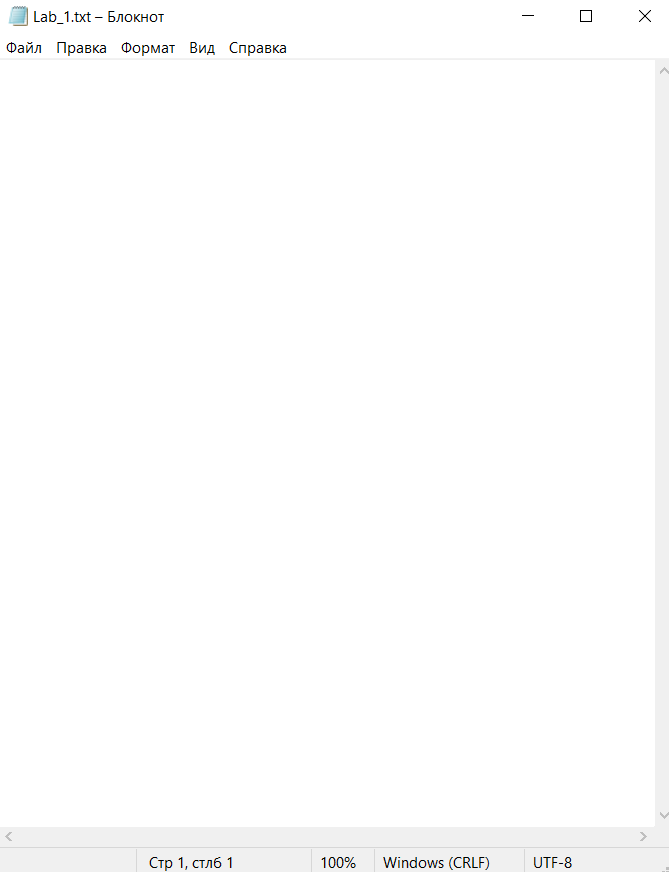 Lab_1.txt – Блокнот
Файл Правка Формат Вид Справка
Стр 1, стлб 1 100% Windows (CRLF) UTF-8